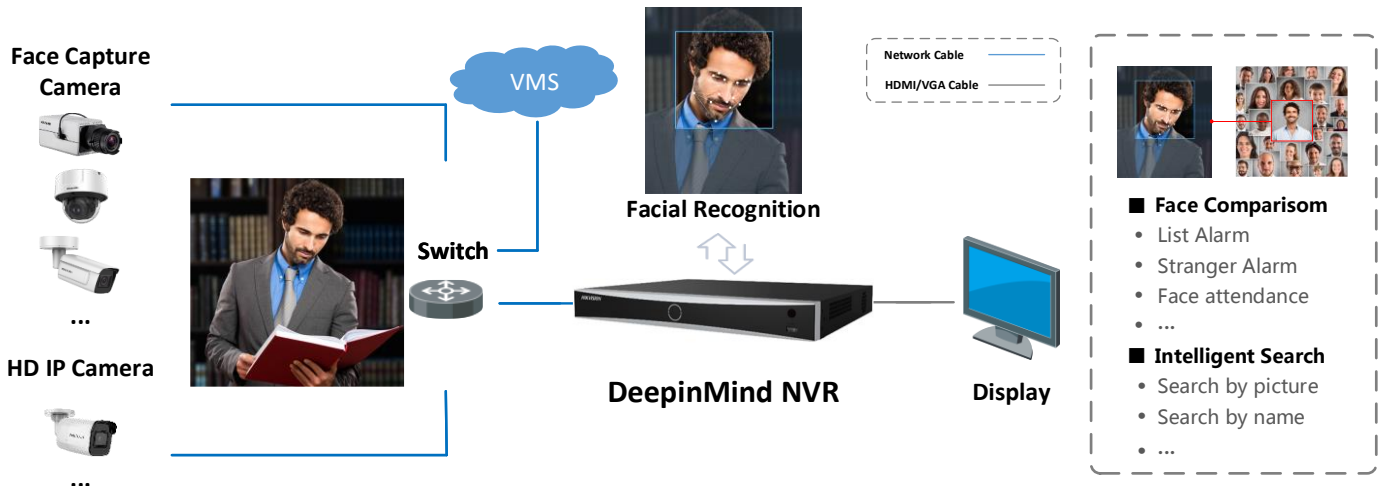 Face Capture
Camera
...
HD IP Camera
...
VMS
Switch
Facial Recognition
HIKVISION
DeepinMind NVR
Display
Network Cable
HDMI/VGA Cable
■ Face Comparisom
• List Alarm
• Stranger Alarm
• Face attendance
• ...
■ Intelligent Search
• Search by picture
• Search by name
• ...